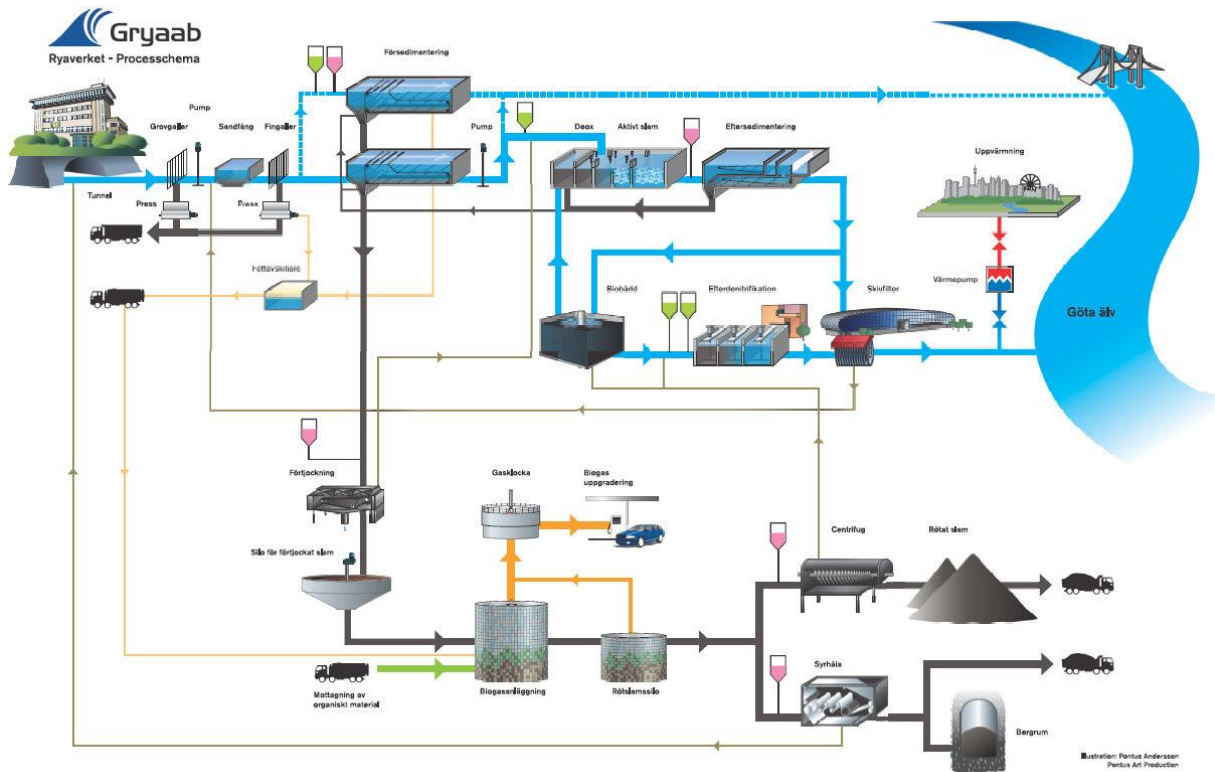 Gryaab
Ryaverket - Processchema
Försedimentering
Pump
Grovgaller
Sandfång
Fingaller
Pump
Deox
Aktivt slam
Eftersedimentering
Uppvärmning
Tunnel
Press
Press
Fettavskiljare
Biobädd
Efterdenitrifikation
Skivfilter
Värmepump
Göta älv
Förtjockning
Gasklocka
Biogas
uppgradering
Silo för förtjockat slam
Centrifug
Rötat slam
Syrhåla
Mottagning av
organiskt material
Biogasanläggning
Rötslamssilo
Bergrum
Illustration: Pontus Andersson
Pontus Art Production